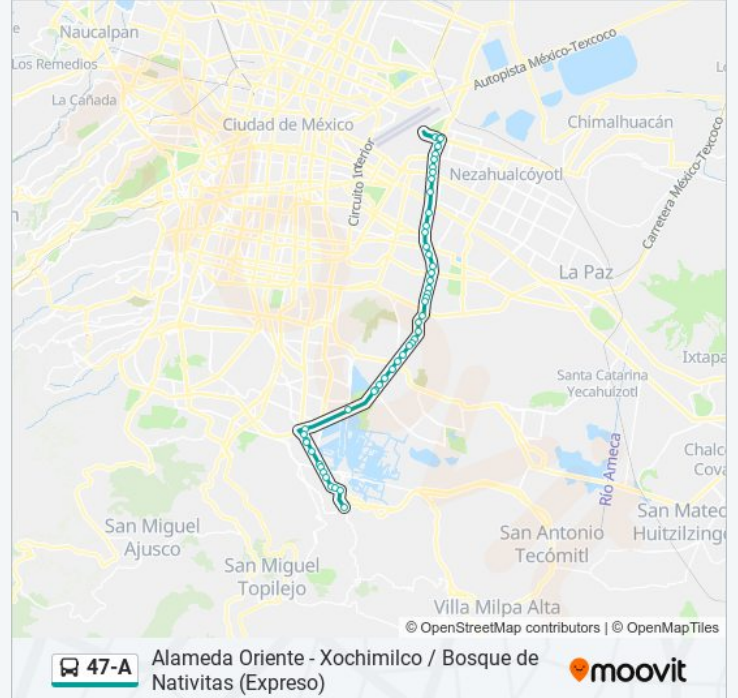 Naucalpan
Los Remedios
La Cañada
Autopista México-Texcoco
Ciudad de México
Chimalhuacán
Circuito Interior
Nezahualcóyotl
Carretera México-Texcoco
La Paz
Ixtapa
Santa Catarina
Yecahuízotl
Río Ameca
Chalc
Cova
San Miguel
Ajusco
San Mateo
Huitzilzing
San Antonio
Tecómitl
San Miguel
Topilejo
Villa Milpa Alta
© OpenStreetMap contributors | © OpenMapTiles
47-A
Alameda Oriente - Xochimilco / Bosque de
Nativitas (Expreso)
moovit